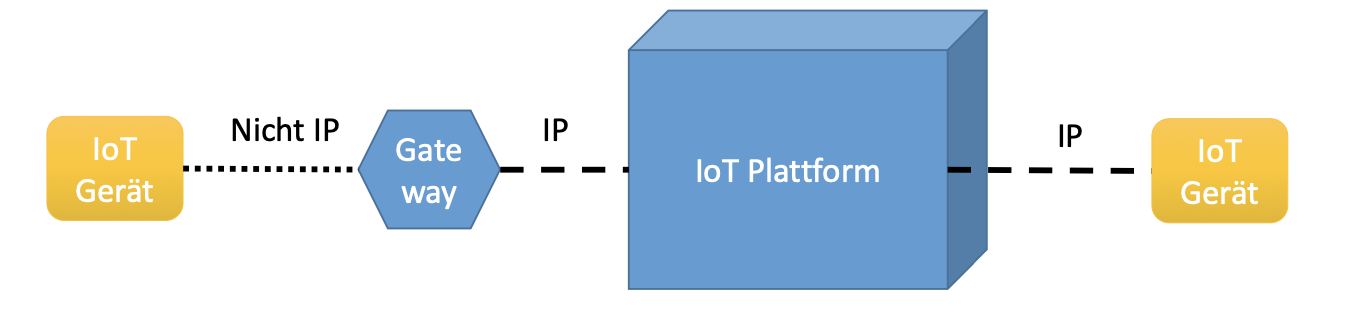 IoT
Gerät
Nicht IP
Gate
way
IP
IoT Plattform
IP
IoT
Gerät